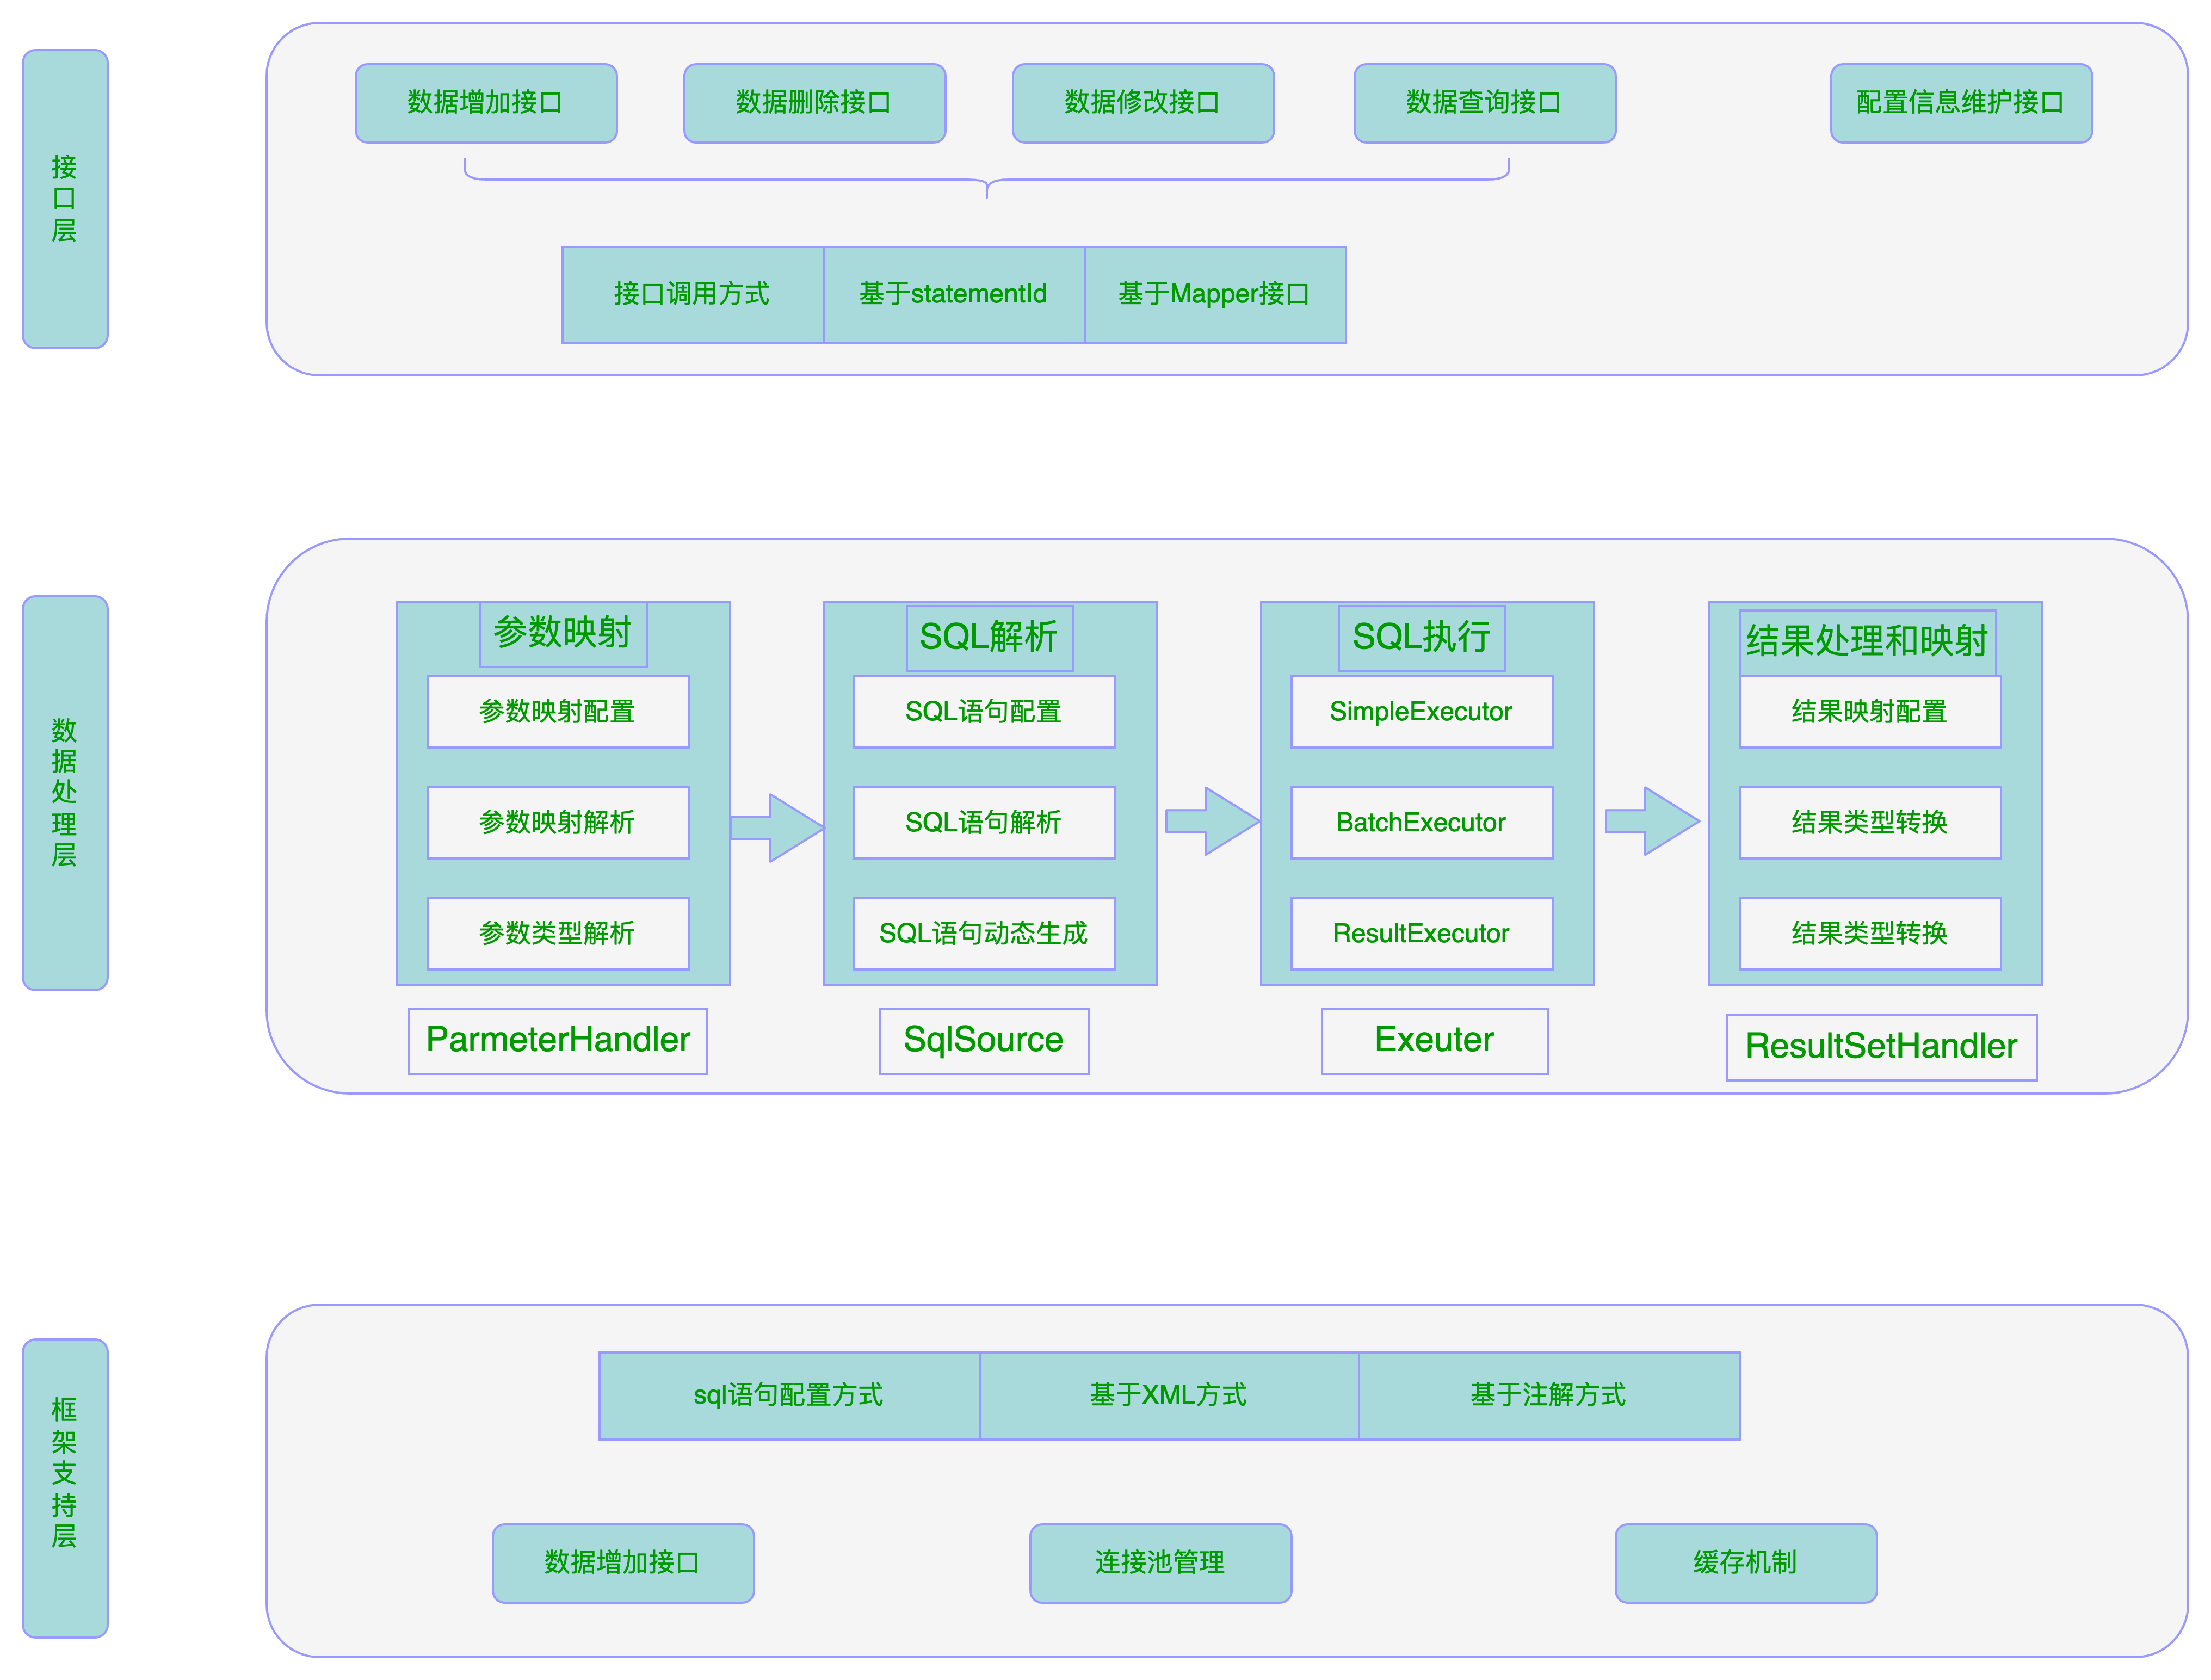 接口层
数据增加接口
数据删除接口
数据修改接口
数据查询接口
配置信息维护接口
接口调用方式
基于statementId
基于Mapper接口
数据处理层
参数映射
参数映射配置
参数映射解析
参数类型解析
ParmeterHandler
SQL解析
SQL语句配置
SQL语句解析
SQL语句动态生成
SqlSource
SQL执行
SimpleExecutor
BatchExecutor
ResultExecutor
Exeuter
结果处理和映射
结果映射配置
结果类型转换
结果类型转换
ResultSetHandler
框架支持层
sql语句配置方式
基于XML方式
基于注解方式
数据增加接口
连接池管理
缓存机制